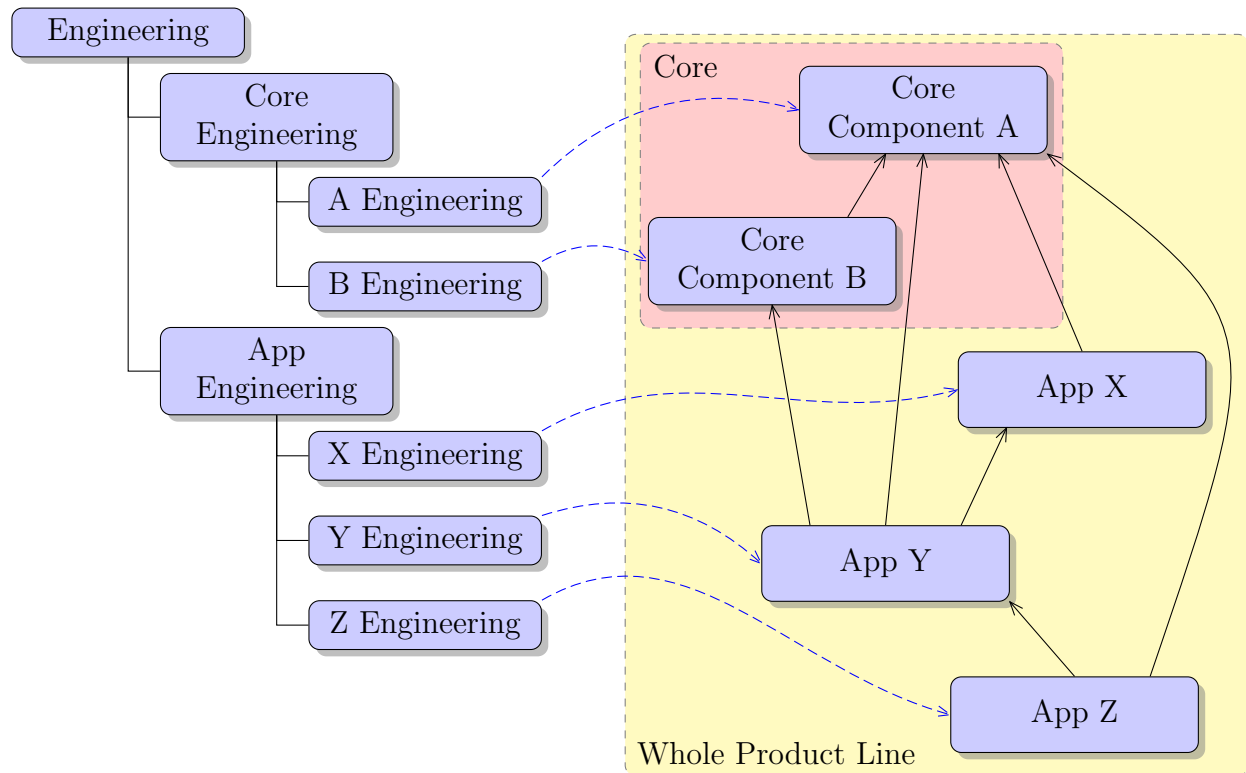 Engineering
Core
Engineering
A Engineering
B Engineering
App
Engineering
X Engineering
Y Engineering
Z Engineering
Core
Core
Component A
Core
Component B
App X
App Y
App Z
Whole Product Line